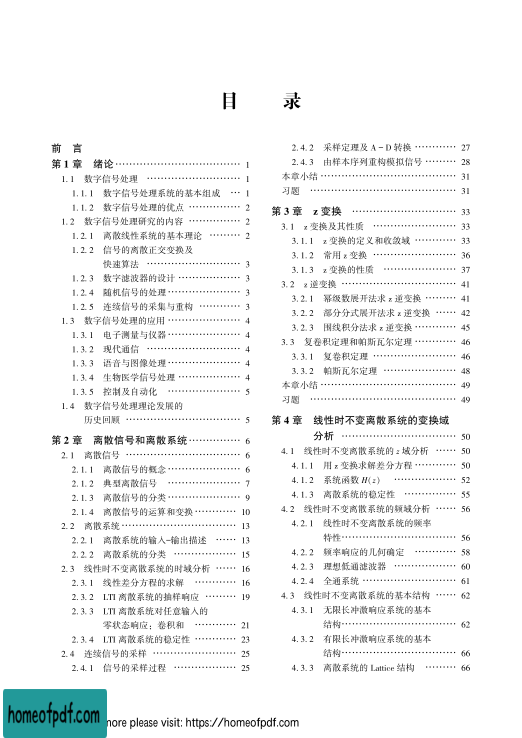 目 录
前 言
第 1 章 绪论 …………………………… 1
1. 1 数字信号处理 …………………… 1
1. 1. 1 数字信号处理系统的基本组成 … 1
1. 1. 2 数字信号处理的优点 ………… 2
1. 2 数字信号处理研究的内容 ………… 2
1. 2. 1 离散线性系统的基本理论 …… 2
1. 2. 2 信号的离散正交变换及
快速算法 …………………… 3
1. 2. 3 数字滤波器的设计 …………… 3
1. 2. 4 随机信号的处理 ……………… 3
1. 2. 5 连续信号的采集与重构 ……… 3
1. 3 数字信号处理的应用 ……………… 4
1. 3. 1 电子测量与仪器 ……………… 4
1. 3. 2 现代通信 …………………… 4
1. 3. 3 语音与图像处理 ……………… 4
1. 3. 4 生物医学信号处理 …………… 4
1. 3. 5 控制及自动化 ……………… 5
1. 4 数字信号处理理论发展的
历史回顾 ………………………… 5
第 2 章 离散信号和离散系统 ………… 6
2. 1 离散信号 ………………………… 6
2. 1. 1 离散信号的概念 ……………… 6
2. 1. 2 典型离散信号 ……………… 7
2. 1. 3 离散信号的分类 ……………… 9
2. 1. 4 离散信号的运算和变换 ……… 10
2. 2 离散系统 ………………………… 13
2. 2. 1 离散系统的输入-输出描述 … 13
2. 2. 2 离散系统的分类 …………… 15
2. 3 线性时不变离散系统的时域分析 … 16
2. 3. 1 线性差分方程的求解 ……… 16
2. 3. 2 LTI 离散系统的抽样响应 …… 19
2. 3. 3 LTI 离散系统对任意输入的
零状态响应：卷积和 ……… 21
2. 3. 4 LTI 离散系统的稳定性 ……… 23
2. 4 连续信号的采样 ………………… 25
2. 4. 1 信号的采样过程 …………… 25
2. 4. 2 采样定理及 A－D 转换 ……… 27
2. 4. 3 由样本序列重构模拟信号 …… 28
本章小结 ……………………………… 31
习题 ………………………………… 31
第 3 章 z 变换 ……………………… 33
3. 1 z 变换及其性质 ………………… 33
3. 1. 1 z 变换的定义和收敛域 ……… 33
3. 1. 2 常用 z 变换 ………………… 36
3. 1. 3 z 变换的性质 ……………… 37
3. 2 z 逆变换 ………………………… 41
3. 2. 1 幂级数展开法求 z 逆变换 …… 41
3. 2. 2 部分分式展开法求 z 逆变换 … 42
3. 2. 3 围线积分法求 z 逆变换 ……… 45
3. 3 复卷积定理和帕斯瓦尔定理 ……… 46
3. 3. 1 复卷积定理 ………………… 46
3. 3. 2 帕斯瓦尔定理 ……………… 48
本章小结 ……………………………… 49
习题 ………………………………… 49
第 4 章 线性时不变离散系统的变换域
分析 ………………………… 50
4. 1 线性时不变离散系统的 z 域分析 … 50
4. 1. 1 用 z 变换求解差分方程 ……… 50
4. 1. 2 系统函数 H(z) …………… 52
4. 1. 3 离散系统的稳定性 ………… 55
4. 2 线性时不变离散系统的频域分析 … 56
4. 2. 1 线性时不变离散系统的频率
特性 ………………………… 56
4. 2. 2 频率响应的几何确定 ……… 58
4. 2. 3 理想低通滤波器 …………… 60
4. 2. 4 全通系统 …………………… 61
4. 3 线性时不变离散系统的基本结构 … 62
4. 3. 1 无限长冲激响应系统的基本
结构 ………………………… 62
4. 3. 2 有限长冲激响应系统的基本
结构 ………………………… 66
4. 3. 3 离散系统的 Lattice 结构 …… 66
homeofpdf.com
more please visit: https://homeofpdf.com